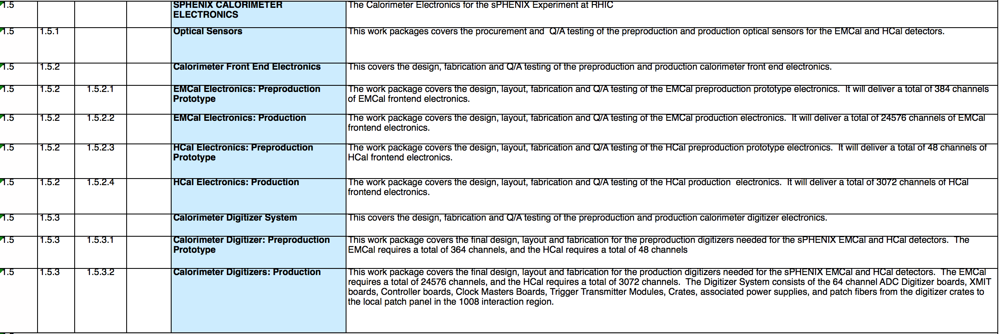 1.5 SPHENIX CALORIMETER The Calorimeter Electronics for the sPHENIX Experiment at RHIC
ELECTRONICS
1.5 1.5.1 Optical Sensors This work packages covers the procurement and  Q/A testing of the preproduction and production optical sensors for the EMCal and HCal detectors.
1.5 1.5.2 Calorimeter Front End Electronics This covers the design, fabrication and Q/A testing of the preproduction and production calorimeter front end electronics.
1.5 1.5.2 1.5.2.1 EMCal Electronics: Preproduction The work package covers the design, layout, fabrication and Q/A testing of the EMCal preproduction prototype electronics.  It will deliver a total of 384 channels
Prototype of EMCal frontend electronics.
1.5 1.5.2 1.5.2.2 EMCal Electronics: Production The work package covers the design, layout, fabrication and Q/A testing of the EMCal production electronics.  It will deliver a total of 24576 channels of EMCal
frontend electronics.
1.5 1.5.2 1.5.2.3 HCal Electronics: Preproduction The work package covers the design, layout, fabrication and Q/A testing of the HCal preproduction prototype electronics.  It will deliver a total of 48 channels of
Prototype HCal frontend electronics.
1.5 1.5.2 1.5.2.4 HCal Electronics: Production The work package covers the design, layout, fabrication and Q/A testing of the HCal production  electronics.  It will deliver a total of 3072 channels of HCal
frontend electronics.
1.5 1.5.3 Calorimeter Digitizer System This covers the design, fabrication and Q/A testing of the preproduction and production calorimeter digitizer electronics.
1.5 1.5.3 1.5.3.1 Calorimeter Digitizer: Preproduction This work package covers the final design, layout and fabrication for the preproduction digitizers needed for the sPHENIX EMCal and HCal detectors.  The
Prototype EMCal requires a total of 364 channels, and the HCal requires a total of 48 channels
1.5 1.5.3 1.5.3.2 Calorimeter Digitizers: Production This work package covers the final design, layout and fabrication for the production digitizers needed for the sPHENIX EMCal and HCal detectors.  The EMCal
requires a total of 24576 channels, and the HCal requires a total of 3072 channels.  The Digitizer System consists of the 64 channel ADC Digitizer boards, XMIT
boards, Controller boards, Clock Masters Boards, Trigger Transmitter Modules, Crates, associated power supplies, and patch fibers from the digitizer crates to
the local patch panel in the 1008 interaction region.